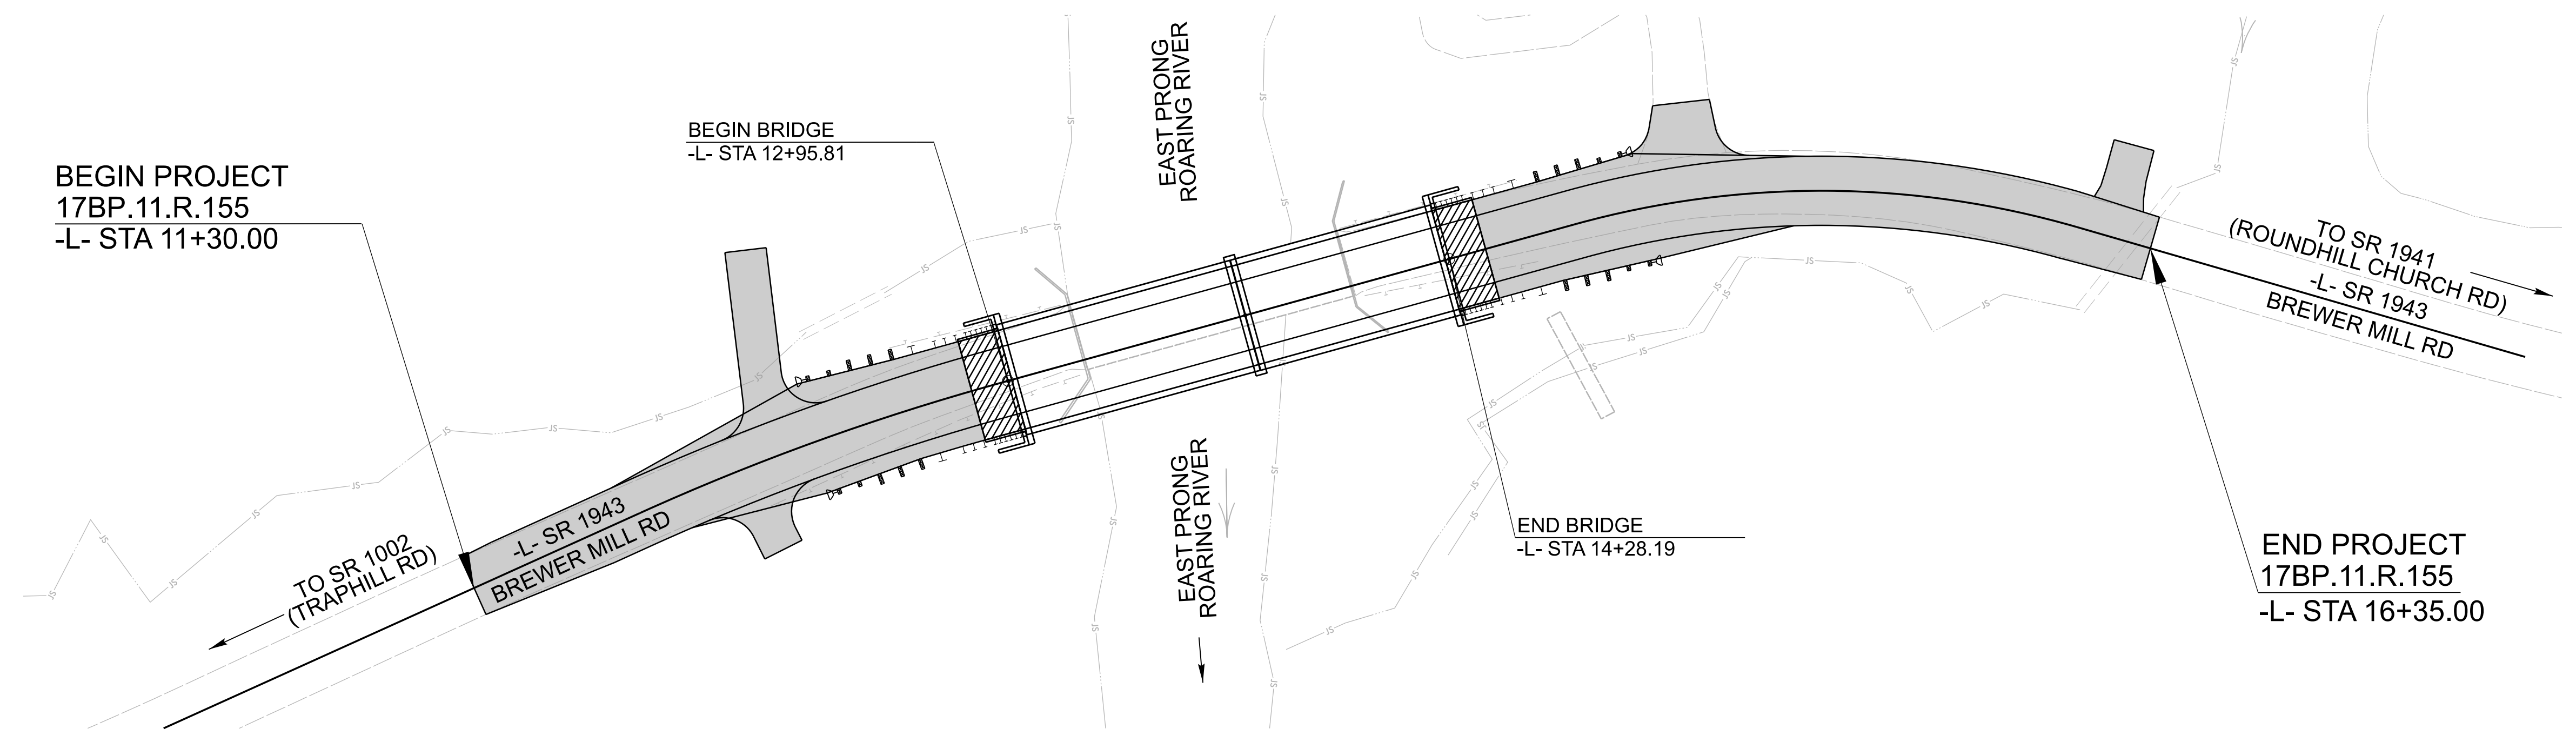 BEGIN PROJECT
17BP.11.R.155
-L- STA 11+30.00
BEGIN BRIDGE
-L- STA 12+95.81
EAST PRONG
ROARING RIVER
TO SR 1941
(ROUNDHILL CHURCH RD)
-L- SR 1943
BREWER MILL RD
-L- SR 1943
BREWER MILL RD
TO SR 1002
(TRAPHILL RD)
EAST PRONG
ROARING RIVER
END BRIDGE
-L- STA 14+28.19
END PROJECT
17BP.11.R.155
-L- STA 16+35.00